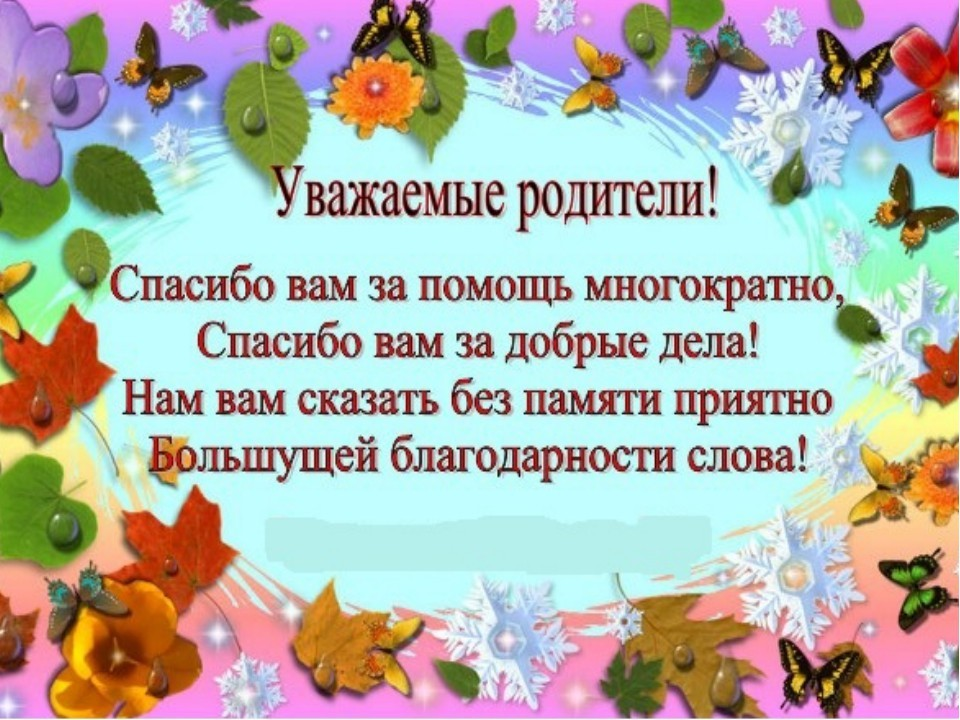 Уважаемые родители!
Спасибо вам за помощь многократно,
Спасибо вам за добрые дела!
Нам вам сказать без памяти приятно
Большущей благодарности слова!